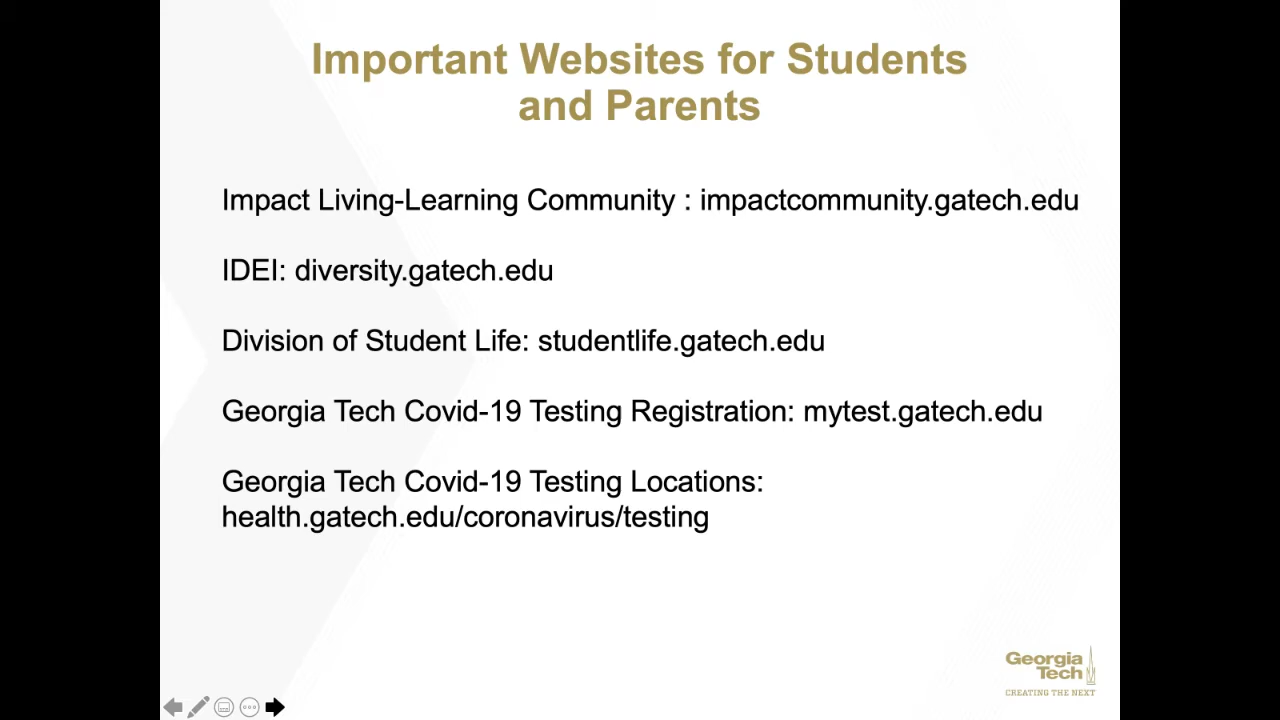 Important Websites for Students
and Parents
Impact Living-Learning Community : impactcommunity.gatech.edu
IDEI: diversity.gatech.edu
Division of Student Life: studentlife.gatech.edu
Georgia Tech Covid-19 Testing Registration: mytest.gatech.edu
Georgia Tech Covid-19 Testing Locations:
health.gatech.edu/coronavirus/testing
Georgia
Tech
CREATING THE NEXT